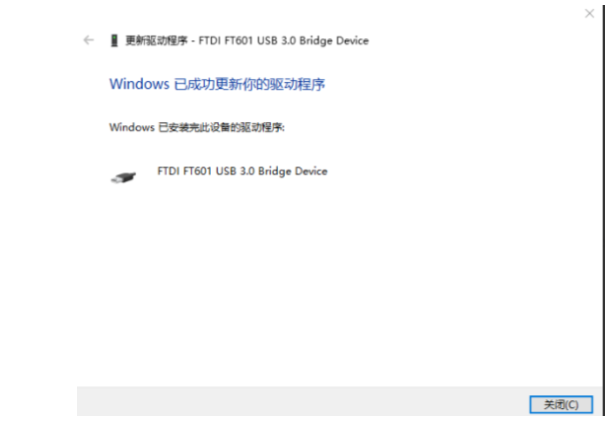 更新驱动程序 - FTDI FT601 USB 3.0 Bridge Device
Windows 已成功更新你的驱动程序
Windows 已安装完此设备的驱动程序:
FTDI FT601 USB 3.0 Bridge Device
关闭(C)